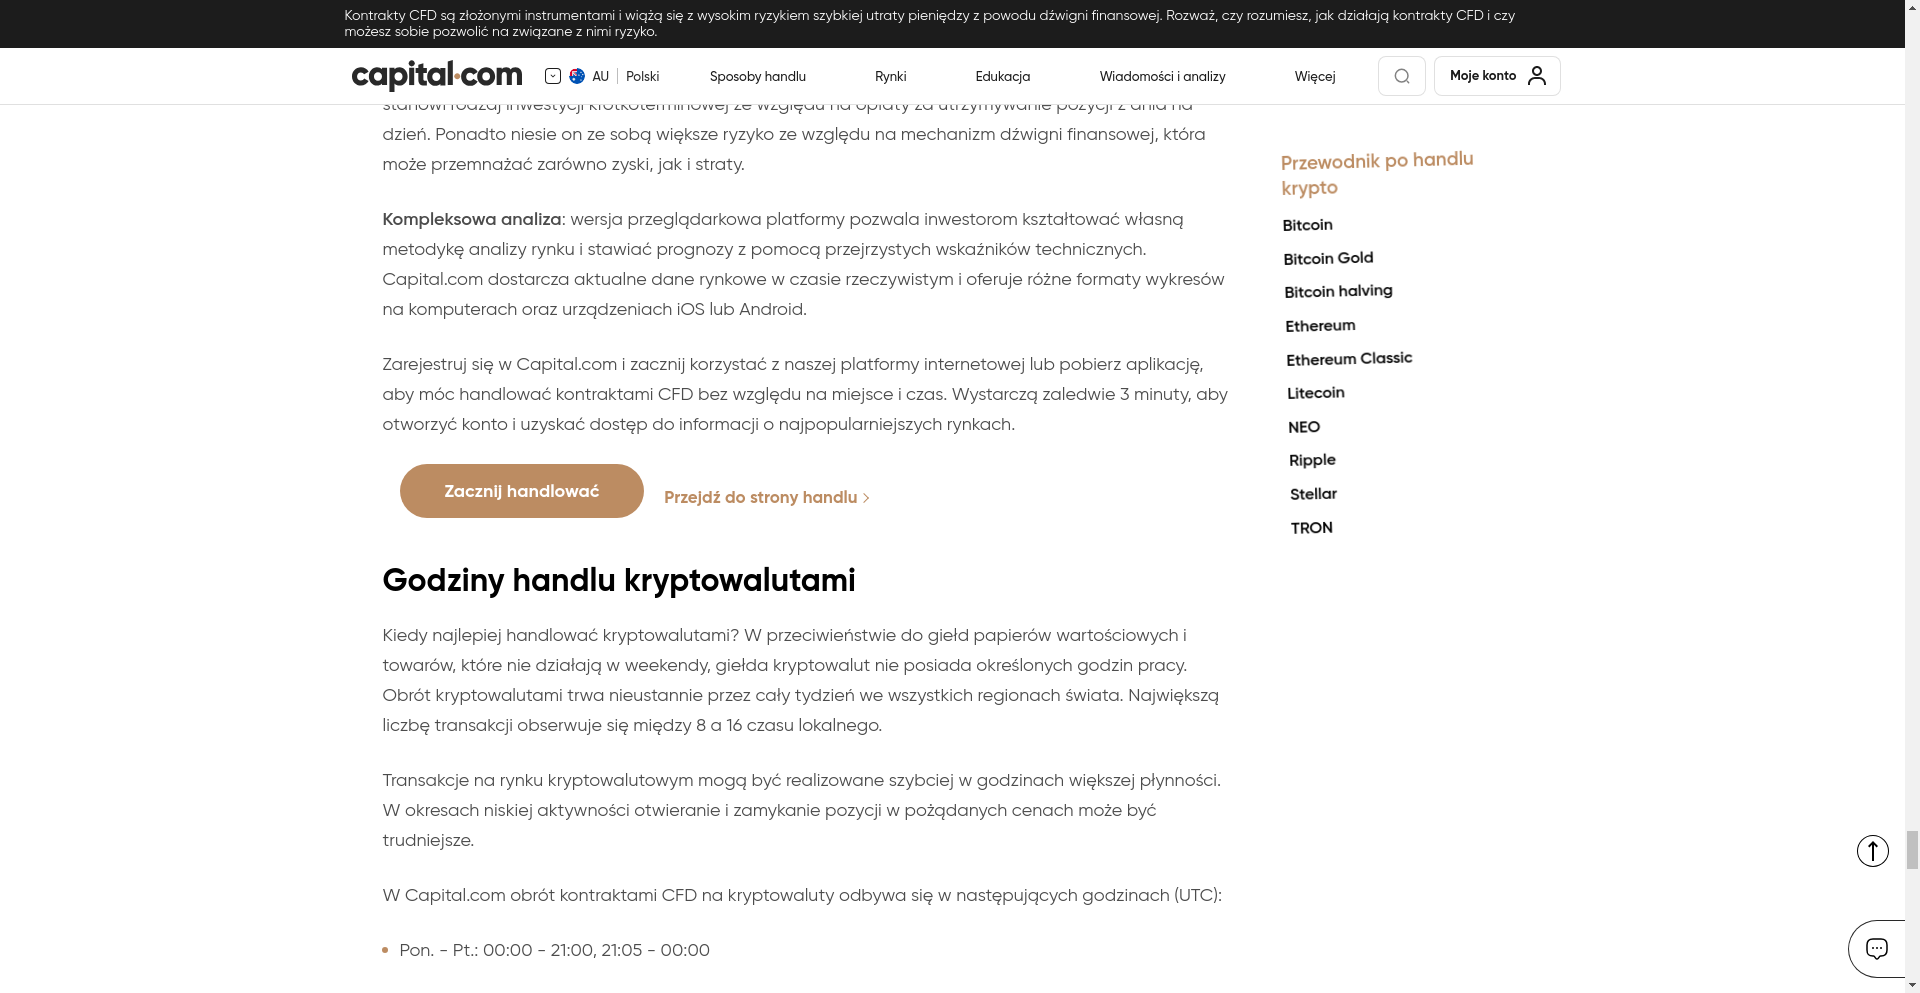 Kontrakty CFD są złożonymi instrumentami i wiążą się z wysokim ryzykiem szybkiej utraty pieniędzy z powodu dźwigni finansowej. Rozważ, czy rozumiesz, jak działają kontrakty CFD i czy
możesz sobie pozwolić na związane z nimi ryzyko.
capital.com
AU
Polski
Sposoby handlu
Rynki
Edukacja
Wiadomości i analizy
Więcej
Moje konto
stanowi rodzaj inwestycji krótkoterminowej ze względu na opłaty za utrzymywanie pozycji z dnia na
dzień. Ponadto niesie on ze sobą większe ryzyko ze względu na mechanizm dźwigni finansowej, która
może przemnażać zarówno zyski, jak i straty.
Kompleksowa analiza: wersja przeglądarkowa platformy pozwala inwestorom kształtować własną
metodykę analizy rynku i stawiać prognozy z pomocą przejrzystych wskaźników technicznych.
Capital.com dostarcza aktualne dane rynkowe w czasie rzeczywistym i oferuje różne formaty wykresów
na komputerach oraz urządzeniach iOS lub Android.
Zarejestruj się w Capital.com i zacznij korzystać z naszej platformy internetowej lub pobierz aplikację,
aby móc handlować kontraktami CFD bez względu na miejsce i czas. Wystarczą zaledwie 3 minuty, aby
otworzyć konto i uzyskać dostęp do informacji o najpopularniejszych rynkach.
Zacznij handlować
Przejdź do strony handlu
Godziny handlu kryptowalutami
Kiedy najlepiej handlować kryptowalutami? W przeciwieństwie do giełd papierów wartościowych i
towarów, które nie działają w weekendy, giełda kryptowalut nie posiada określonych godzin pracy.
Obrót kryptowalutami trwa nieustannie przez cały tydzień we wszystkich regionach świata. Największą
liczbę transakcji obserwuje się między 8 a 16 czasu lokalnego.
Transakcje na rynku kryptowalutowym mogą być realizowane szybciej w godzinach większej płynności.
W okresach niskiej aktywności otwieranie i zamykanie pozycji w pożądanych cenach może być
trudniejsze.
W Capital.com obrót kontraktami CFD na kryptowaluty odbywa się w następujących godzinach (UTC):
Pon. - Pt.: 00:00 - 21:00, 21:05 - 00:00
Przewodnik po handlu
krypto
Bitcoin
Bitcoin Gold
Bitcoin halving
Ethereum
Ethereum Classic
Litecoin
NEO
Ripple
Stellar
TRON